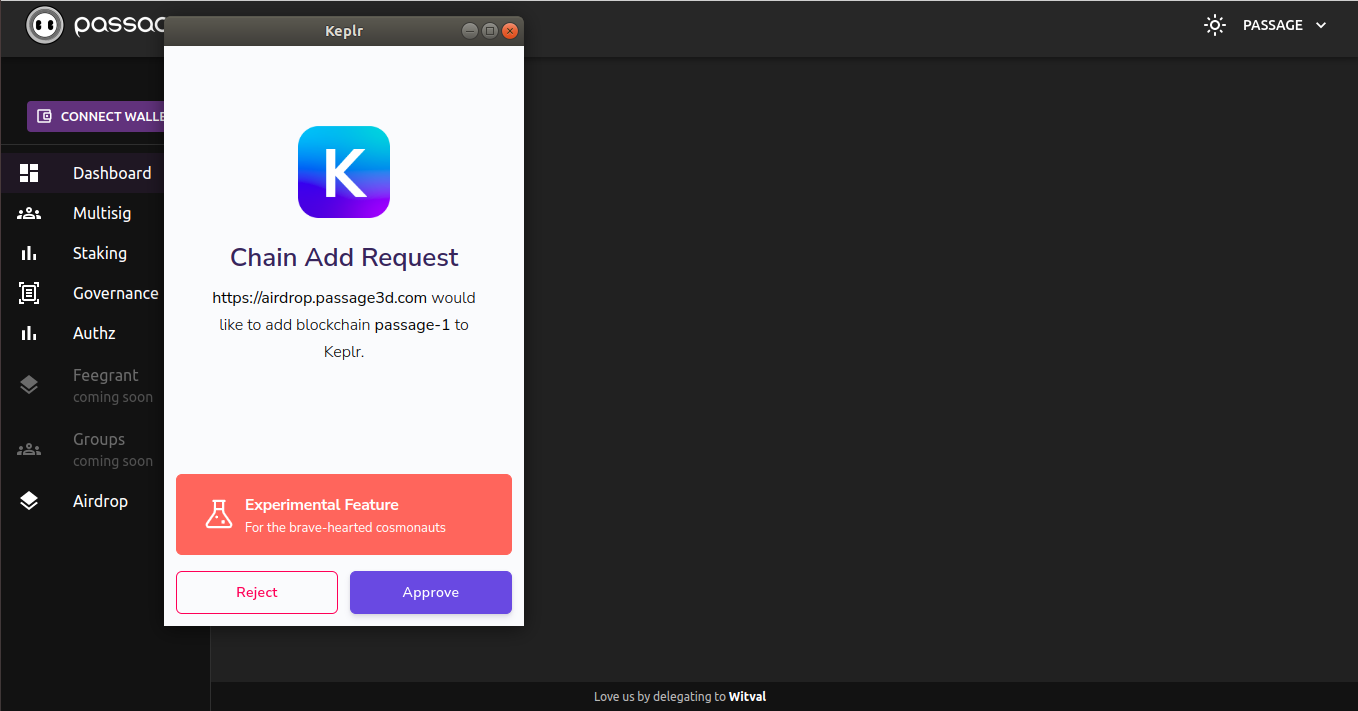 Keplr
PASSAGE
CONNECT
Dashboard
Multisig
Staking
Governance
Authz
Feegrant
coming soon
Groups
coming soon
Airdrop
K
Chain Add Request
https://airdrop.passage3d.com would
like to add blockchain passage-1 to
Keplr.
Experimental Feature
For the brave-hearted cosmonauts
Reject
Approve
Love us by delegating to Witval